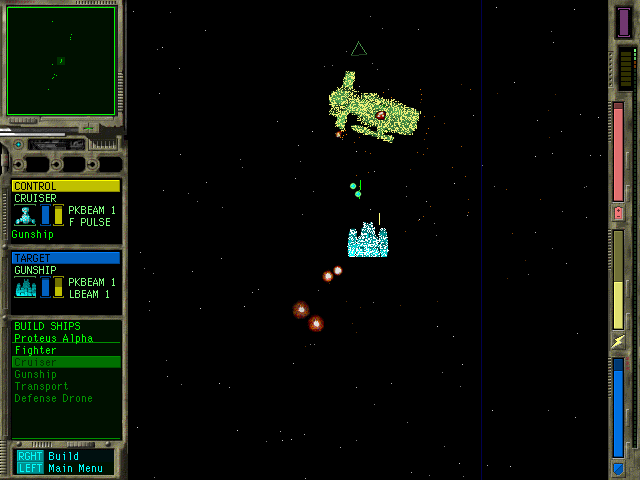 CONTROL
CRUISER
PKBEAM 1
F PULSE
Gunship
TARGET
GUNSHIP
PKBEAM 1
LBEAM 1
BUILD SHIPS
Proteus Alpha
Fighter
Cruiser
Gunship
Transport
Defense Drone
RGHT Build
LEFT Main Menu